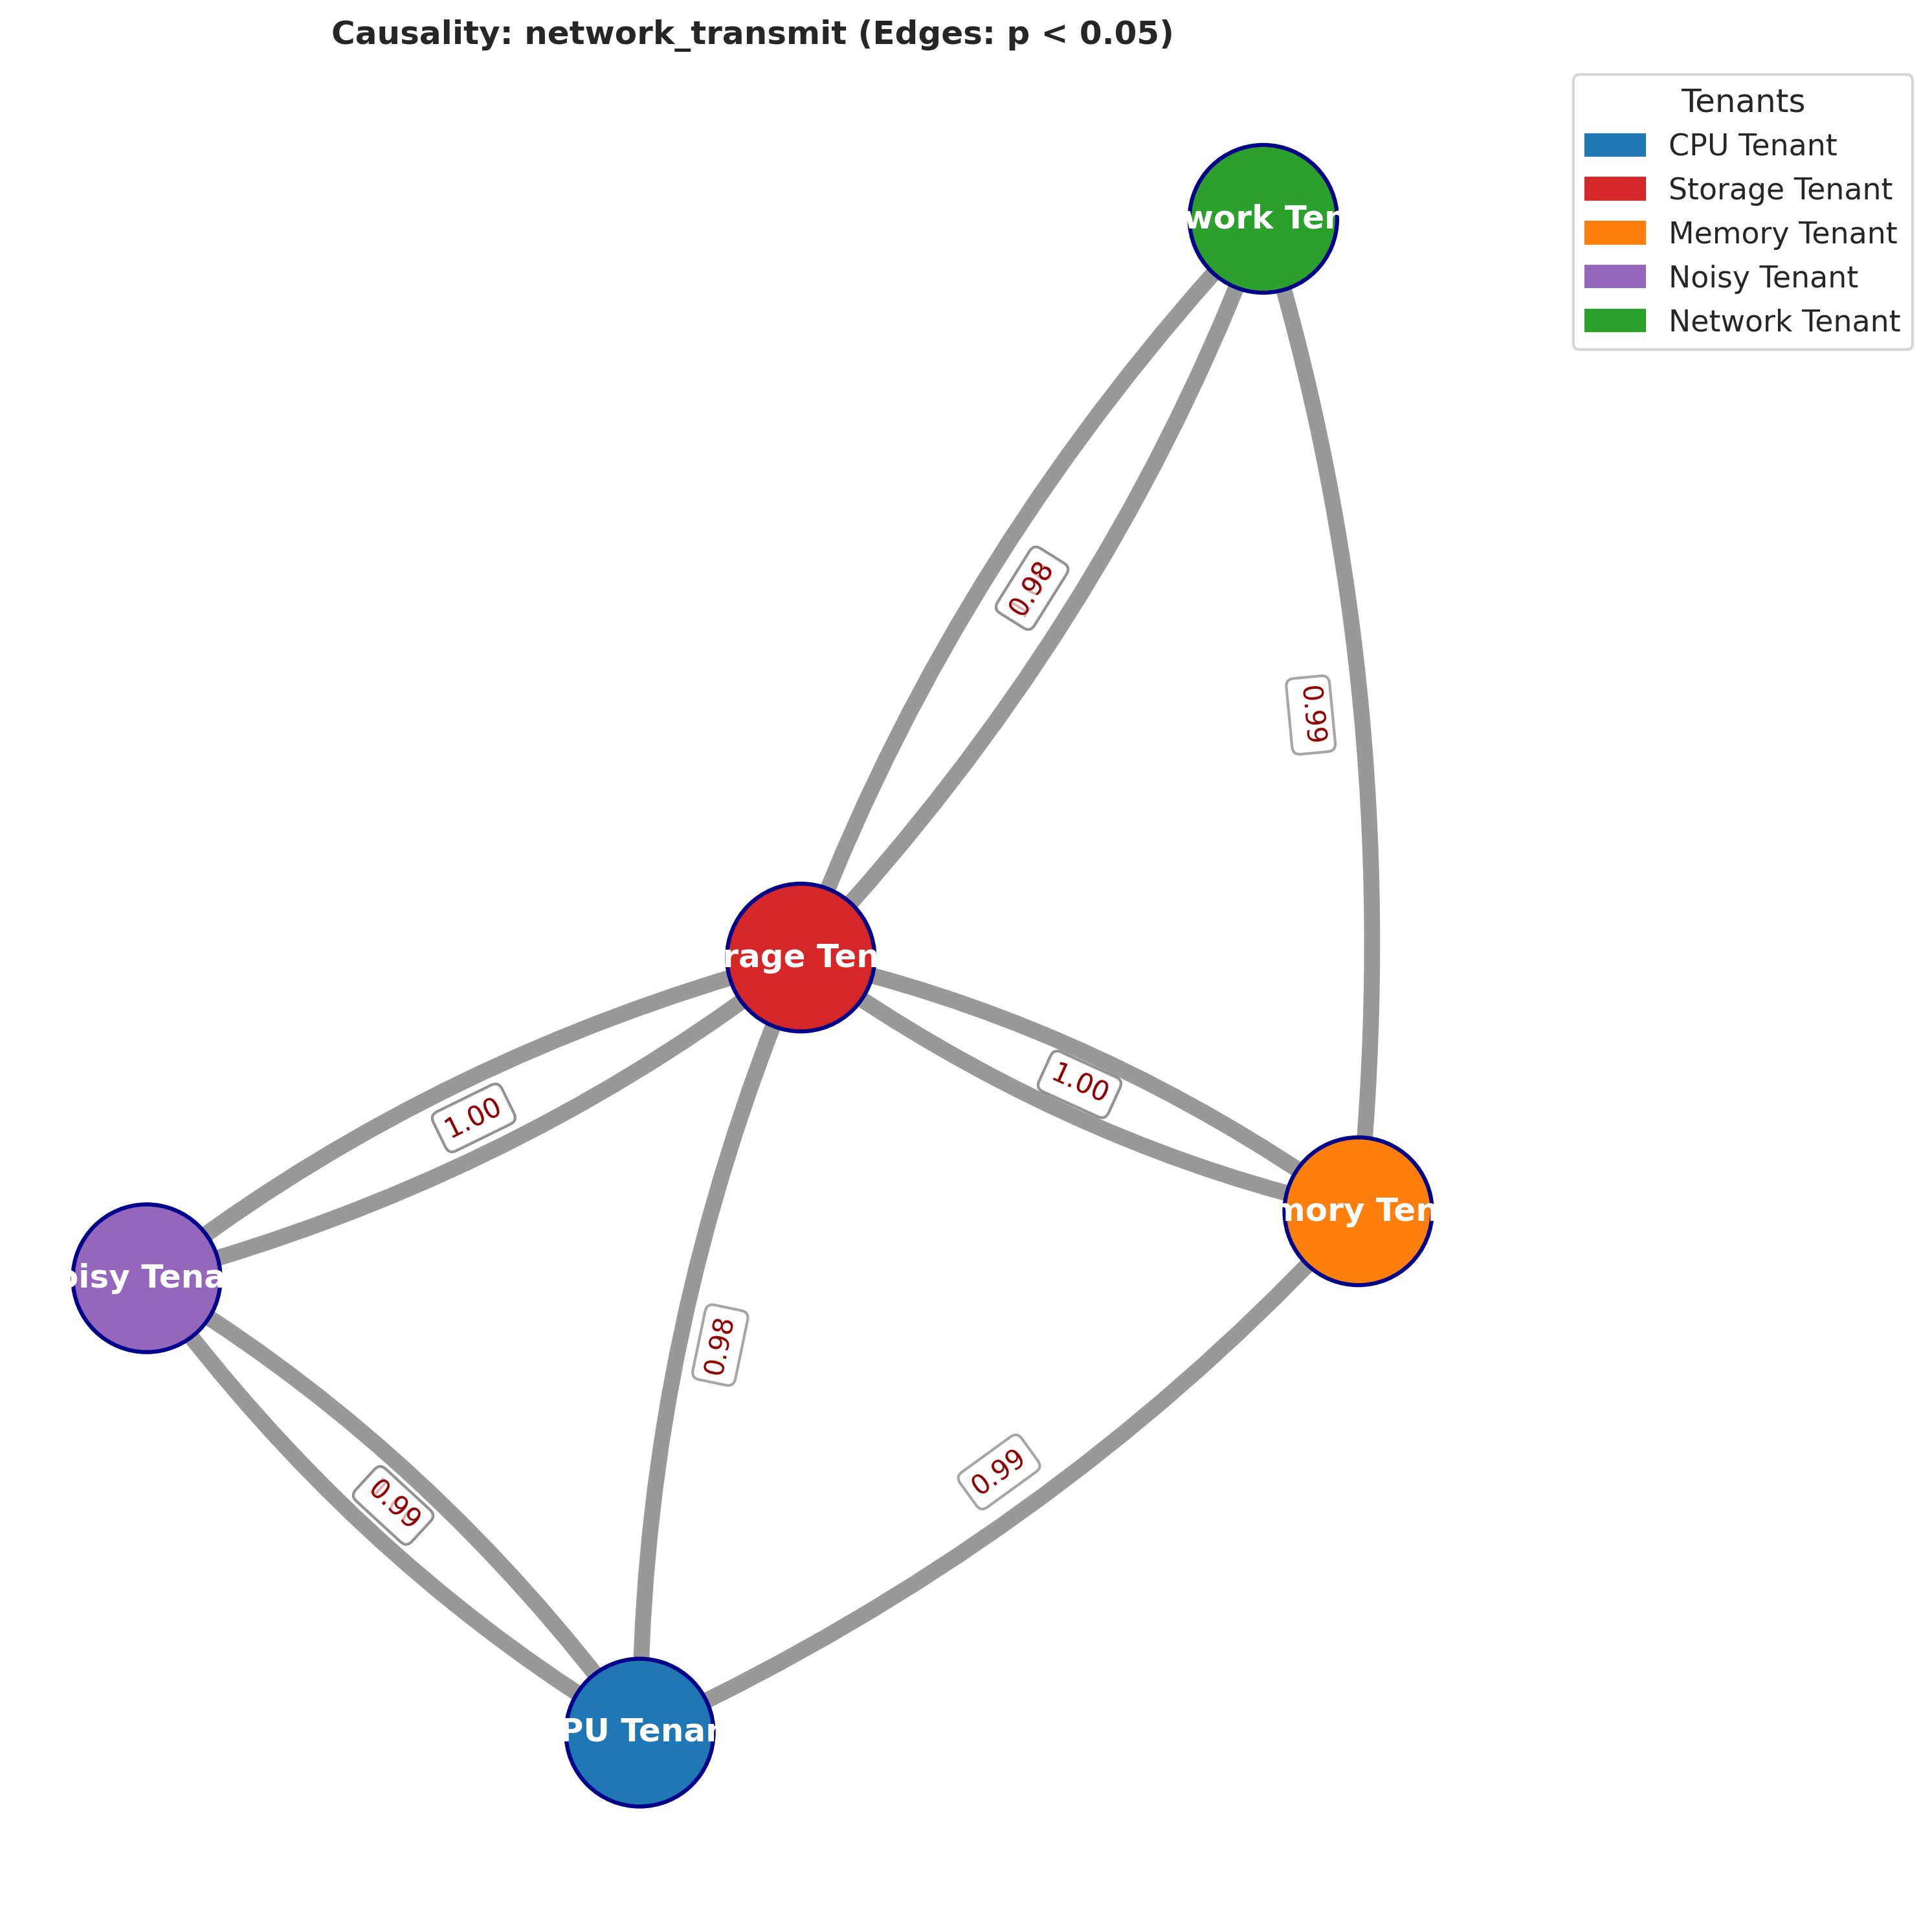 Causality: network_transmit (Edges: p < 0.05)
Tenants
CPU Tenant
Storage Tenant
Memory Tenant
Noisy Tenant
Network Tenant
work Ten
0.98
0.99
rage Ten
1.00
1.00
mory Ten
oisy Tena
0.98
0.99
0.99
PU Tenan